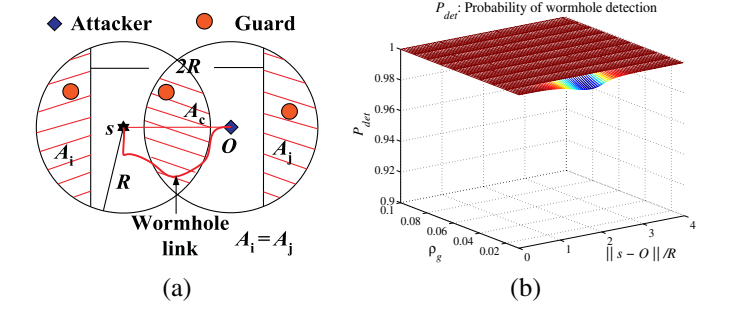 Attacker Guard
2R
s
A_c
O
A_i
A_j
R
Wormhole
link
A_i = A_j
(a)
P_det: Probability of wormhole detection
1
0.98
0.96
0.94
0.92
0.9
P_det
0.1
0.08
0.06
0.04
0.02
ρ_g
0
1
2
3
4
|| s − O ||/R
(b)